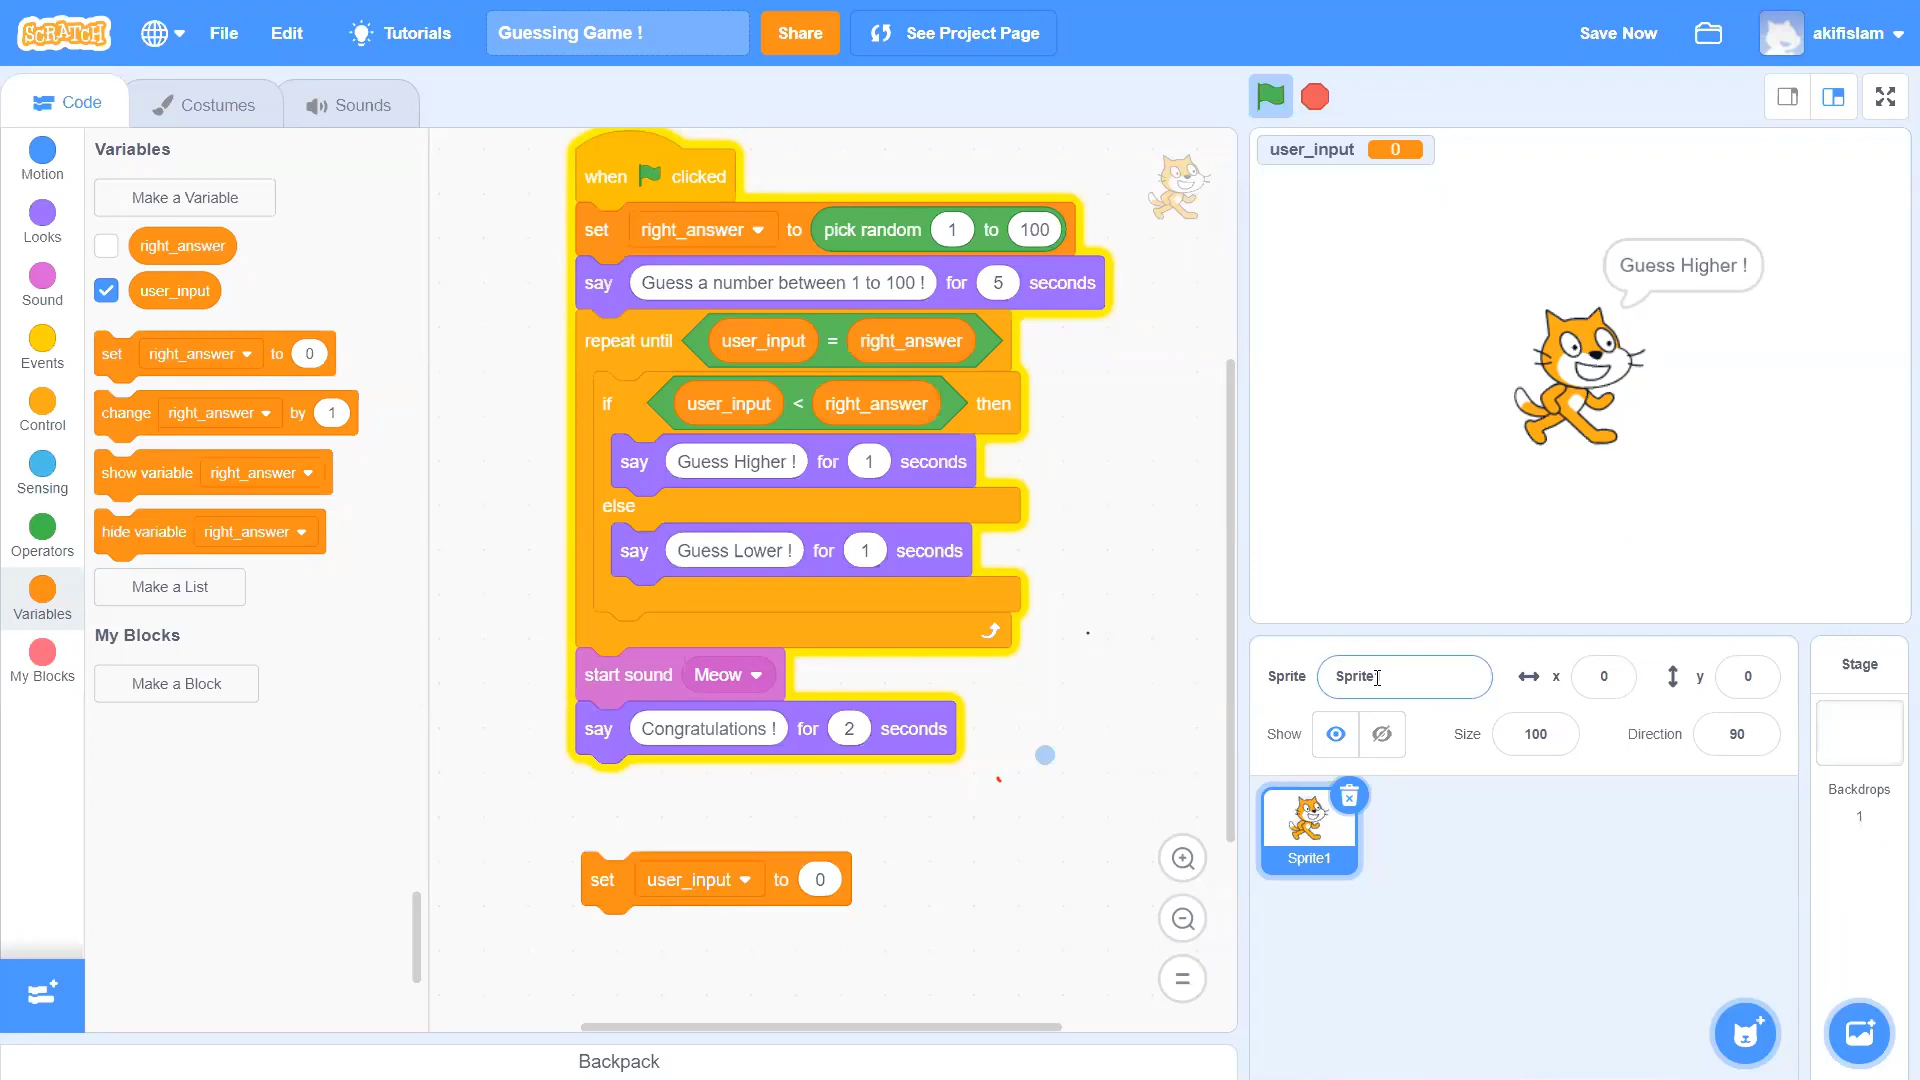 SCRATCH File Edit Tutorials Guessing Game ! Share See Project Page Save Now akifislam
Code Costumes Sounds
Motion
Looks
Sound
Events
Control
Sensing
Operators
Variables
My Blocks
Variables
Make a Variable
right_answer
user_input
set right_answer to 0
change right_answer by 1
show variable right_answer
hide variable right_answer
Make a List
My Blocks
Make a Block
when clicked
set right_answer to pick random 1 to 100
say Guess a number between 1 to 100 ! for 5 seconds
repeat until user_input = right_answer
if user_input < right_answer then
say Guess Higher ! for 1 seconds
else
say Guess Lower ! for 1 seconds
start sound Meow
say Congratulations ! for 2 seconds
set user_input to 0
=
Backpack
user_input 0
Guess Higher !
Sprite Sprite x 0 y 0
Show Size 100 Direction 90
Sprite1
Stage
Backdrops
1